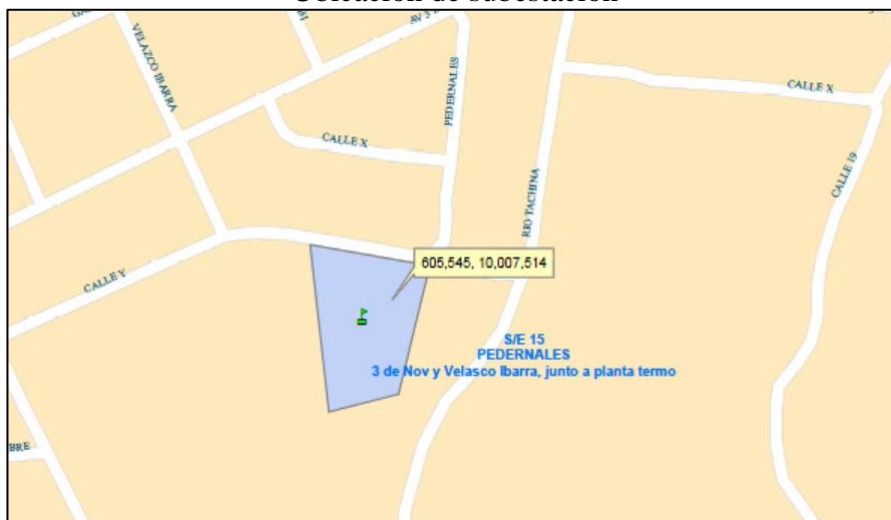 VELAZCO IBARRA
PEDERNALES
CALLE X
CALLE X
RIO TACHINA
CALLE 19
605,545, 10,007,514
CALLE Y
S/E 15
PEDERNALES
3 de Nov y Velasco Ibarra, junto a planta termo
BRE